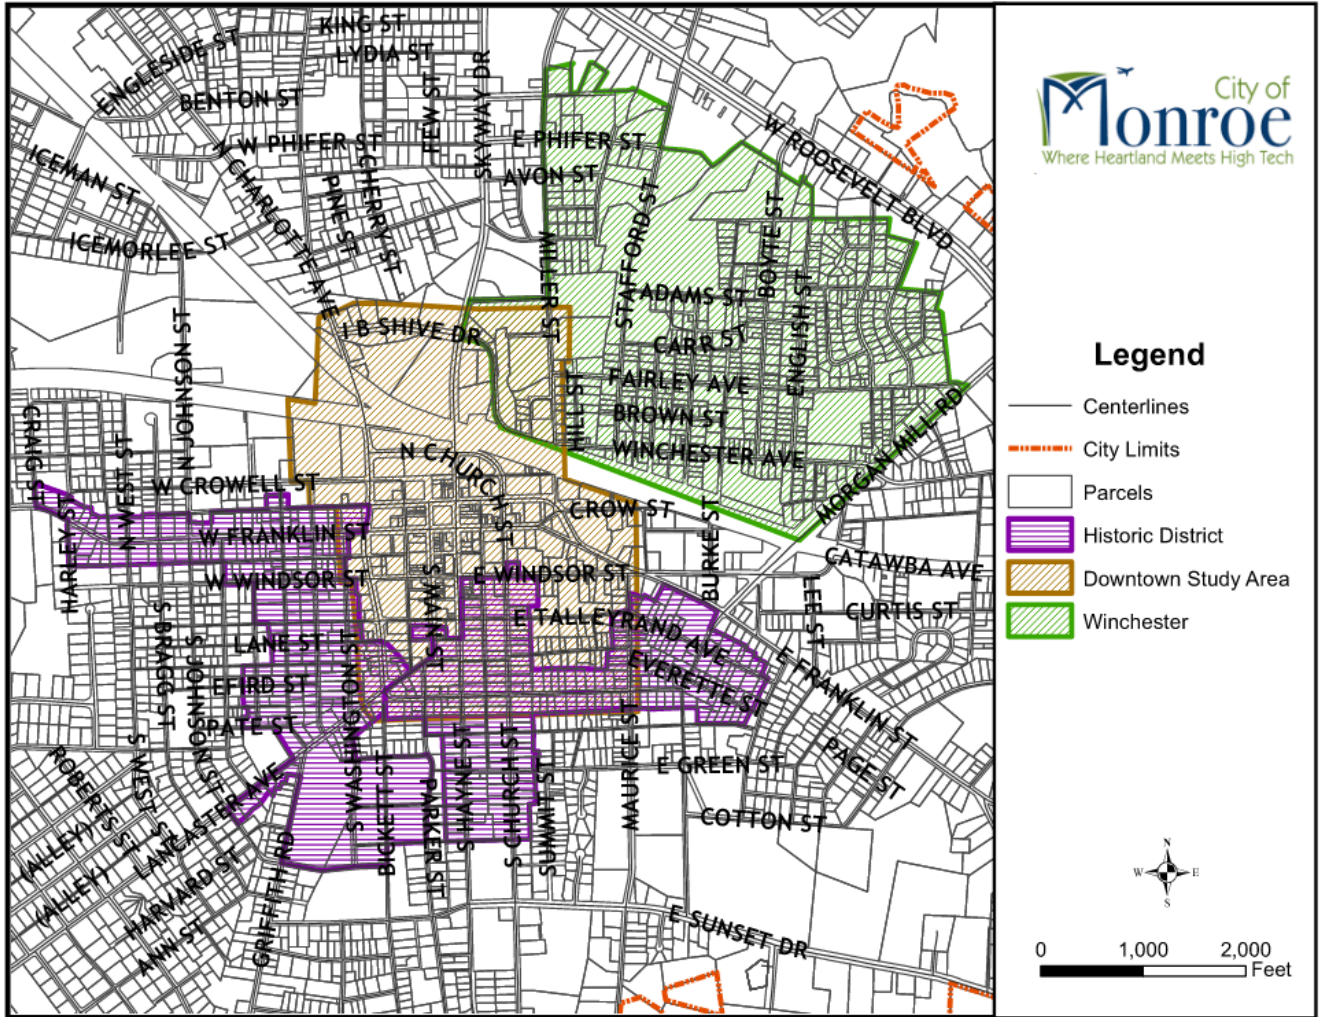 KING ST
LYDIA ST
ENGLESIDE ST
BENTON ST
FEW ST
SKYWAY DR
W PHIFER ST
E PHIFER ST
AVON ST
W ROOSEVELT BLVD
ICEMAN ST
N CHARLOTTE AVE
PINE ST
CHERRY ST
ICEMORLEE ST
MILLER ST
STAFFORD ST
BOYTE ST
ADAMS ST
ENGLISH ST
I B SHIVE DR
CARR ST
FAIRLEY AVE
BROWN ST
WINCHESTER AVE
HILL ST
MORGAN MILL RD
N JOHNSON ST
CRAIG ST
N WEST ST
W CROWELL ST
N CHURCH ST
CROW ST
HARLEY ST
W FRANKLIN ST
W WINDSOR ST
E WINDSOR ST
BURKE ST
CATAWBA AVE
LEE ST
CURTIS ST
S MAIN ST
E TALLEYRAND AVE
S BRAGG ST
S JOHNSON ST
LANE ST
EFIRD ST
PATE ST
S WASHINGTON ST
EVERETTE ST
E FRANKLIN ST
PAGE ST
S WEST ST
ROBERTS ST
(ALLEY)
(ALLEY)
LANCASTER AVE
HARVARD ST
ANN ST
GRIFFITH RD
BICKETT ST
PARKER ST
S HAYNE ST
S CHURCH ST
SUMMIT ST
MAURICE ST
E GREEN ST
COTTON ST
E SUNSET DR
City of
Monroe
Where Heartland Meets High Tech
Legend
Centerlines
City Limits
Parcels
Historic District
Downtown Study Area
Winchester
N
W E
S
0 1,000 2,000
Feet